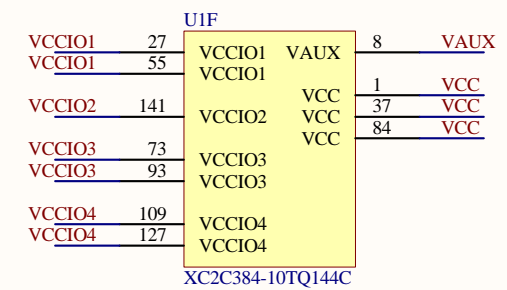 U1F
VCCIO1 27 VCCIO1 VAUX 8 VAUX
VCCIO1 55 VCCIO1
VCC 1 VCC
VCCIO2 141 VCCIO2 VCC 37 VCC
VCC 84 VCC
VCCIO3 73 VCCIO3
VCCIO3 93 VCCIO3
VCCIO4 109 VCCIO4
VCCIO4 127 VCCIO4
XC2C384-10TQ144C